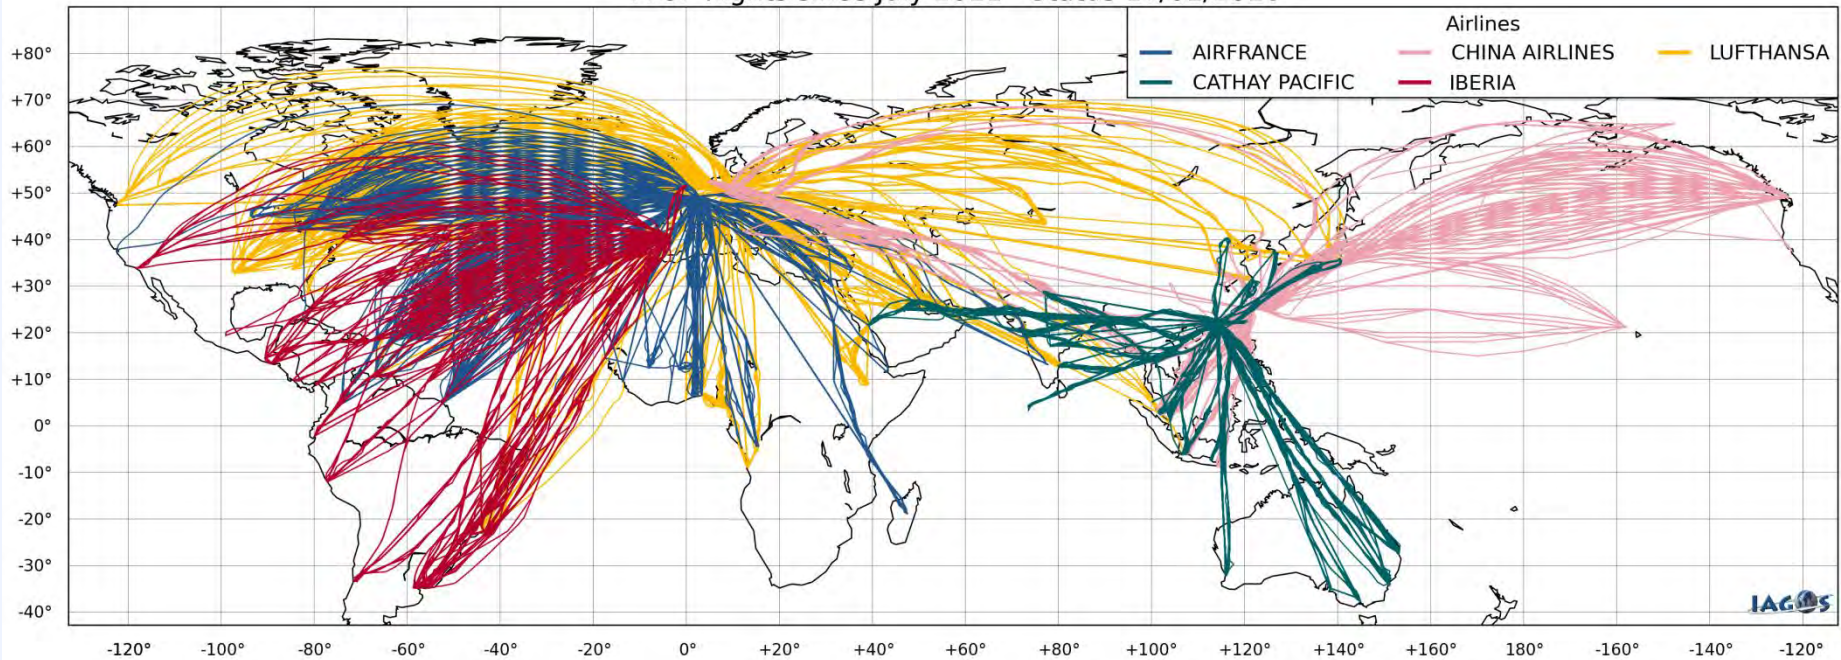 Airlines
AIRFRANCE CHINA AIRLINES LUFTHANSA
CATHAY PACIFIC IBERIA
+80°
+70°
+60°
+50°
+40°
+30°
+20°
+10°
0°
-10°
-20°
-30°
-40°
IAGOS
-120° -100° -80° -60° -40° -20° 0° +20° +40° +60° +80° +100° +120° +140° +160° 180° -160° -140° -120°